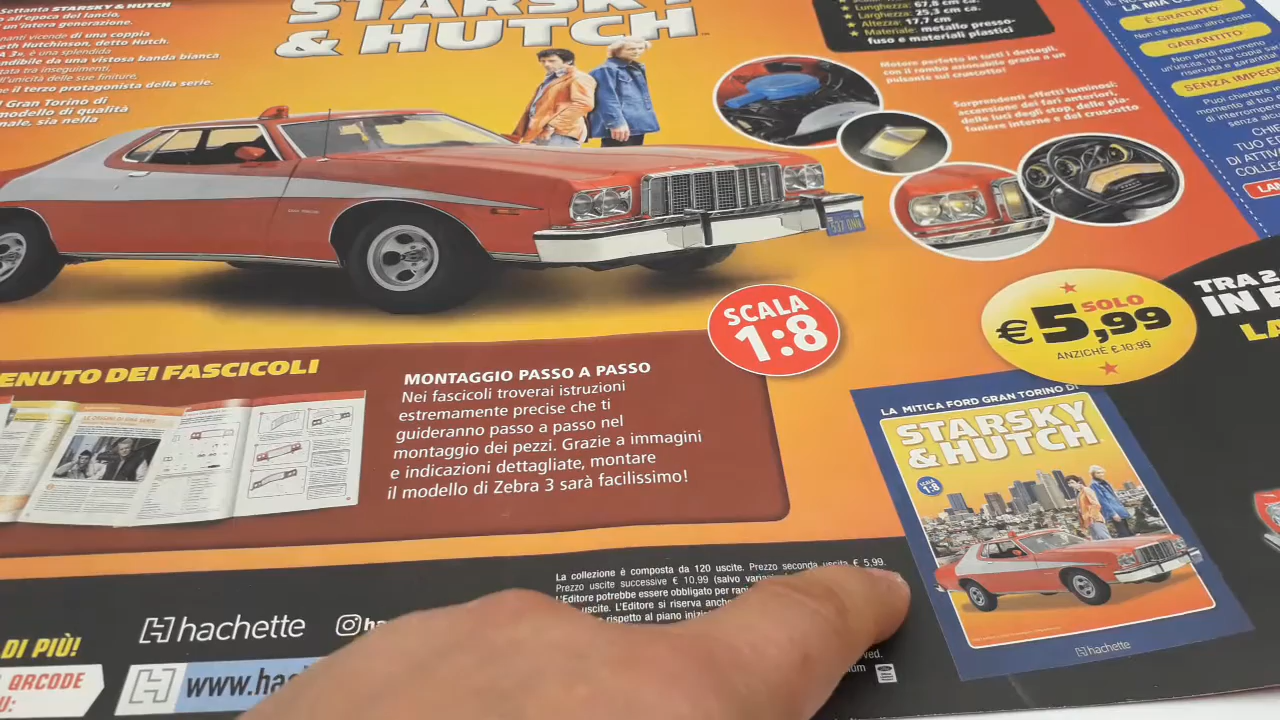 Settanta STARSKY & HUTCH
all'epoca del lancio,
un'intera generazione.
vicende di una coppia
Hutchinson, detto Hutch.
è una splendida
da una vistosa banda bianca
tra inseguimenti,
delle sue finiture,
il terzo protagonista della serie.
Gran Torino di
modello di qualità
sia nella
STARSKY
& HUTCH
Lunghezza: 67,8 cm ca.
Larghezza: 25,3 cm ca.
Altezza: 17,7 cm
Materiale: metallo presso-
fuso e materiali plastici
Motore perfetto in tutti i dettagli,
con il rombo azionabile grazie a un
pulsante sul cruscotto!
Sorprendenti effetti luminosi:
accensione dei fari anteriori,
delle luci degli stop, delle pla-
foniere interne e del cruscotto
LA MIA CO
È GRATUITO
Non c'è nessun altro costo.
GARANTITO
Non perdi nemmeno
un'uscita, la tua copia sa
riservata e garantita
SENZA IMPEG
Puoi chiedere
momento al tuo
di interrompe
senza alc
CHIE
TUO E
DI ATTIV
COLLE
537 ONN
SCALA
1:8
SOLO
€5,99
ANZICHÉ € 10,99
TRA 2
IN E
LA
ENUTO DEI FASCICOLI
MONTAGGIO PASSO A PASSO
Nei fascicoli troverai istruzioni
estremamente precise che ti
guideranno passo a passo nel
montaggio dei pezzi. Grazie a immagini
e indicazioni dettagliate, montare
il modello di Zebra 3 sarà facilissimo!
LA MITICA FORD GRAN TORINO DI
STARSKY
& HUTCH
SCALA
1:8
hachette
La collezione è composta da 120 uscite. Prezzo seconda uscita € 5,99.
Prezzo uscite successive € 10,99 (salvo
L'Editore potrebbe essere obbligato per
uscite. L'Editore si riserva
rispetto al piano
DI PIÙ!
QRCODE
hachette
www.ha